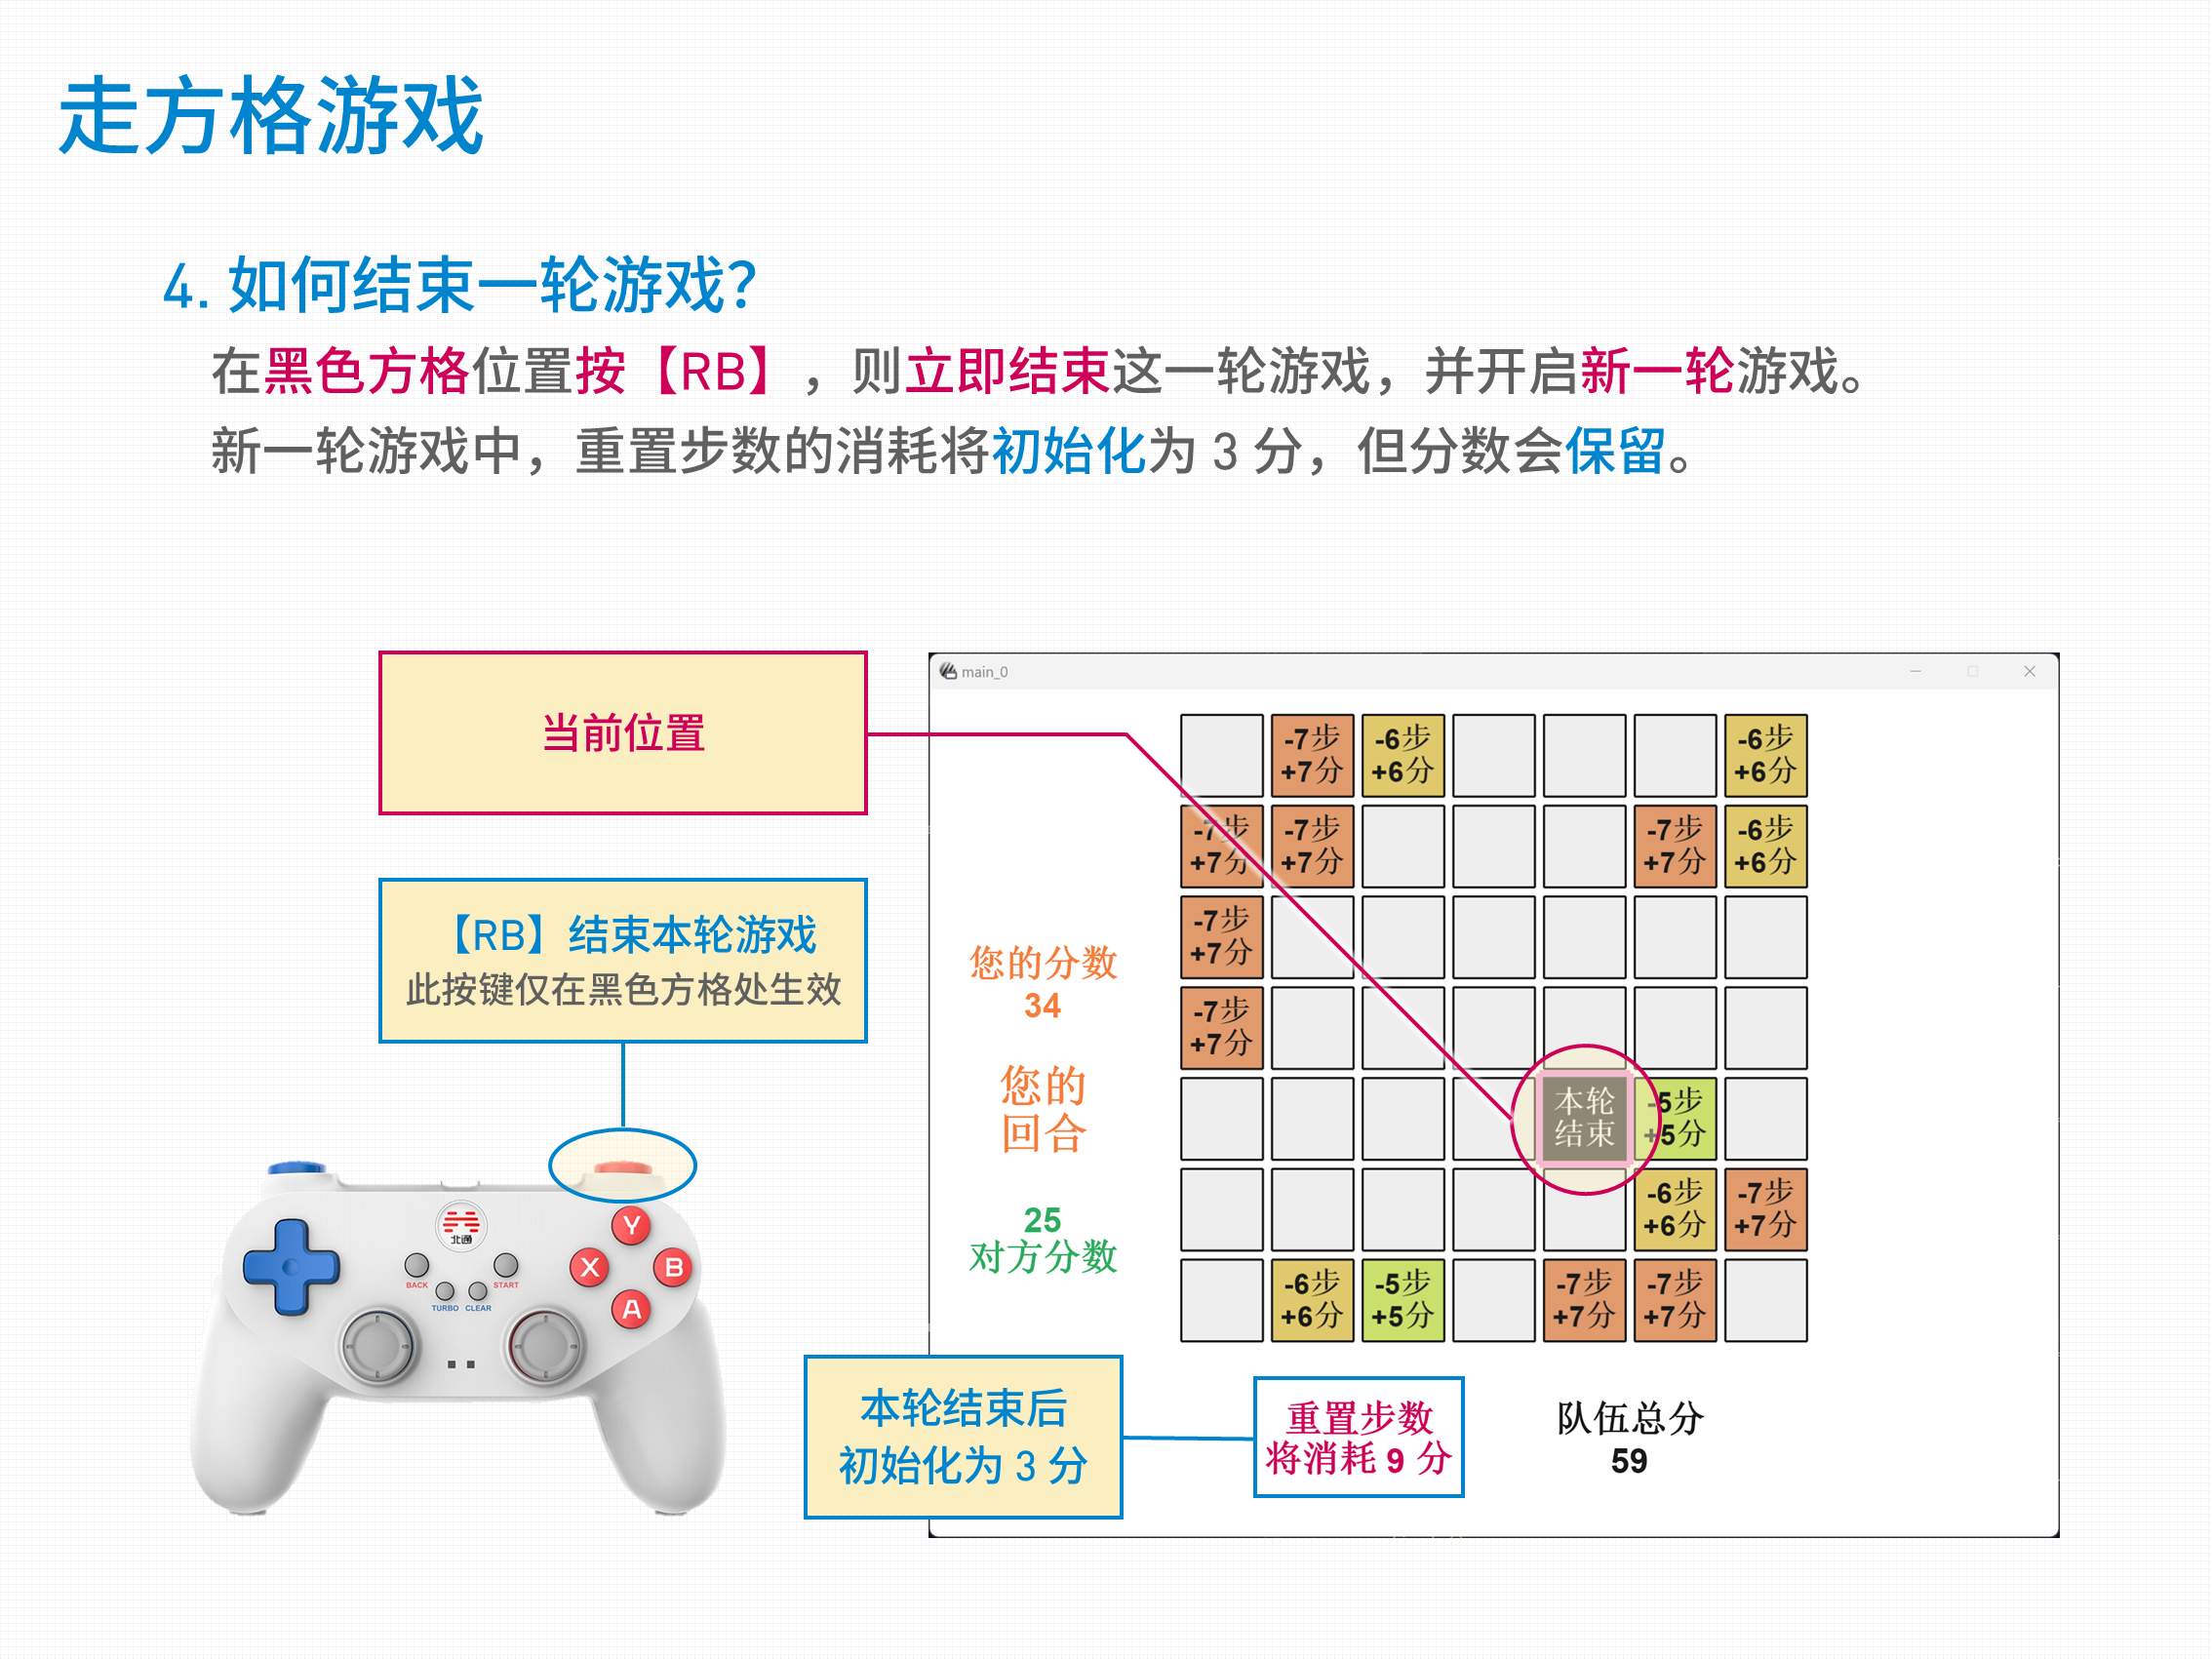 走方格游戏
4. 如何结束一轮游戏?
在黑色方格位置按【RB】，则立即结束这一轮游戏，并开启新一轮游戏。
新一轮游戏中，重置步数的消耗将初始化为 3 分，但分数会保留。
当前位置
【RB】结束本轮游戏
此按键仅在黑色方格处生效
北通
Y
X
B
A
BACK
START
TURBO
CLEAR
main_0
-7步
+7分
-6步
+6分
-6步
+6分
-7步
+7分
-7步
+7分
-7步
+7分
-6步
+6分
-7步
+7分
-7步
+7分
本轮
结束
-5步
+5分
-6步
+6分
-7步
+7分
-6步
+6分
-5步
+5分
-7步
+7分
-7步
+7分
您的分数
34
您的
回合
25
对方分数
本轮结束后
初始化为 3 分
重置步数
将消耗 9 分
队伍总分
59